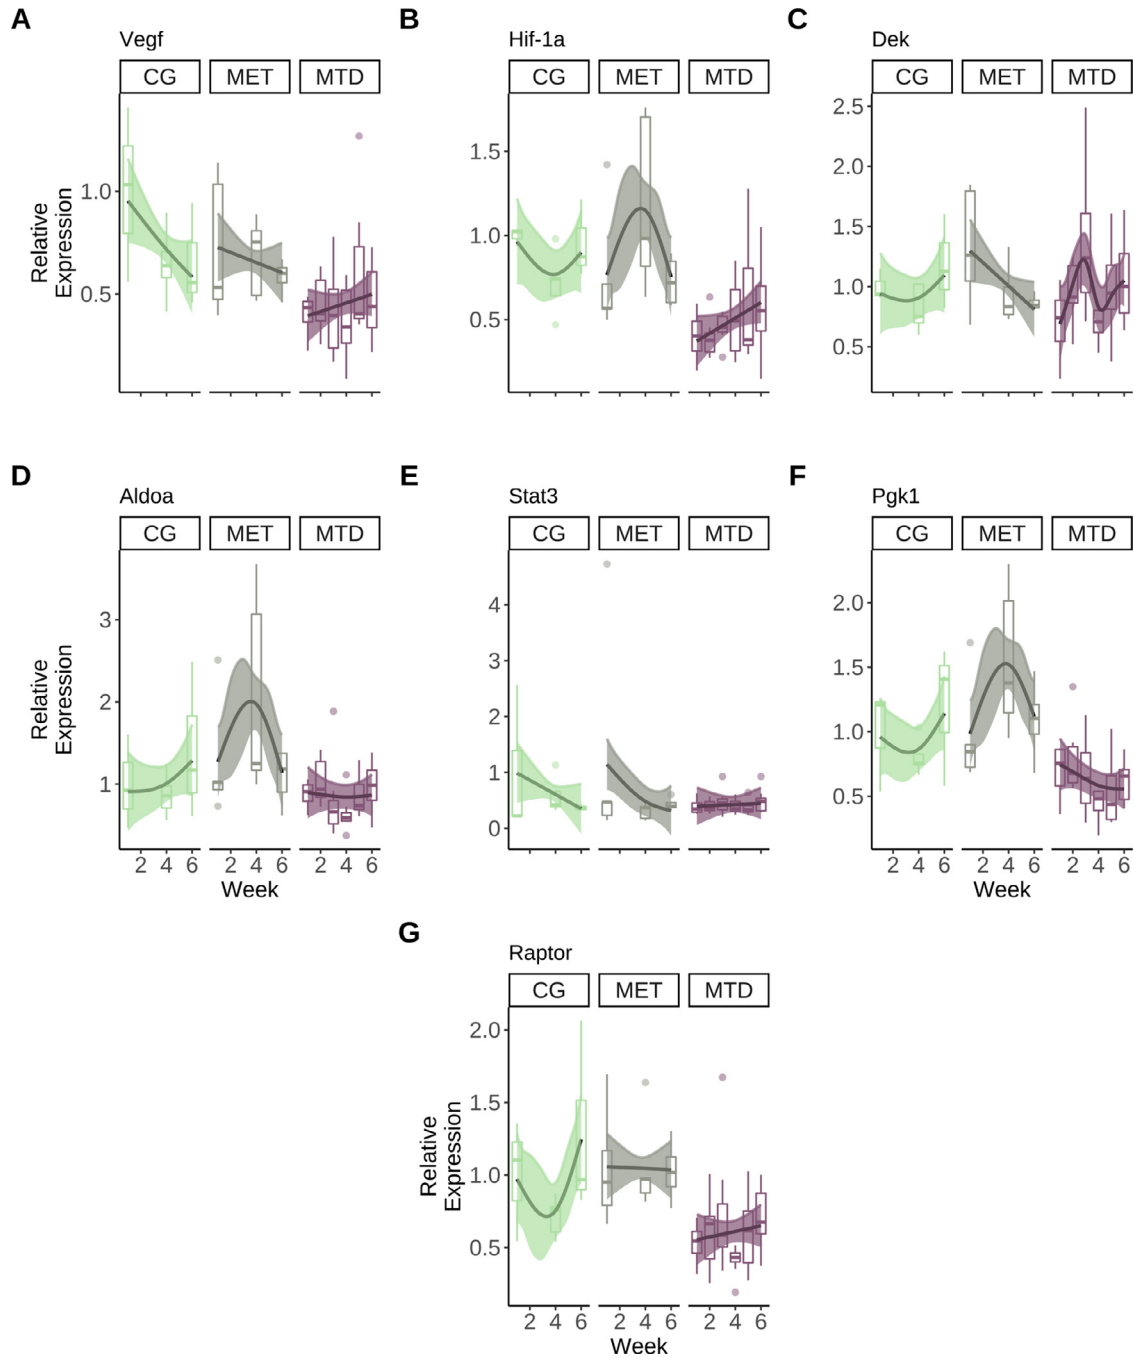 A
B
C
Vegf
Hif-1a
Dek
CG MET MTD
CG MET MTD
CG MET MTD
Relative
Expression
1.0
0.5
1.5
1.0
0.5
2.5
2.0
1.5
1.0
0.5
D
E
F
Aldoa
Stat3
Pgk1
CG MET MTD
CG MET MTD
CG MET MTD
Relative
Expression
3
2
1
4
3
2
1
0
2.0
1.5
1.0
0.5
2 4 6 2 4 6 2 4 6
Week
2 4 6 2 4 6 2 4 6
Week
G
Raptor
CG MET MTD
Relative
Expression
2.0
1.5
1.0
0.5
2 4 6 2 4 6 2 4 6
Week